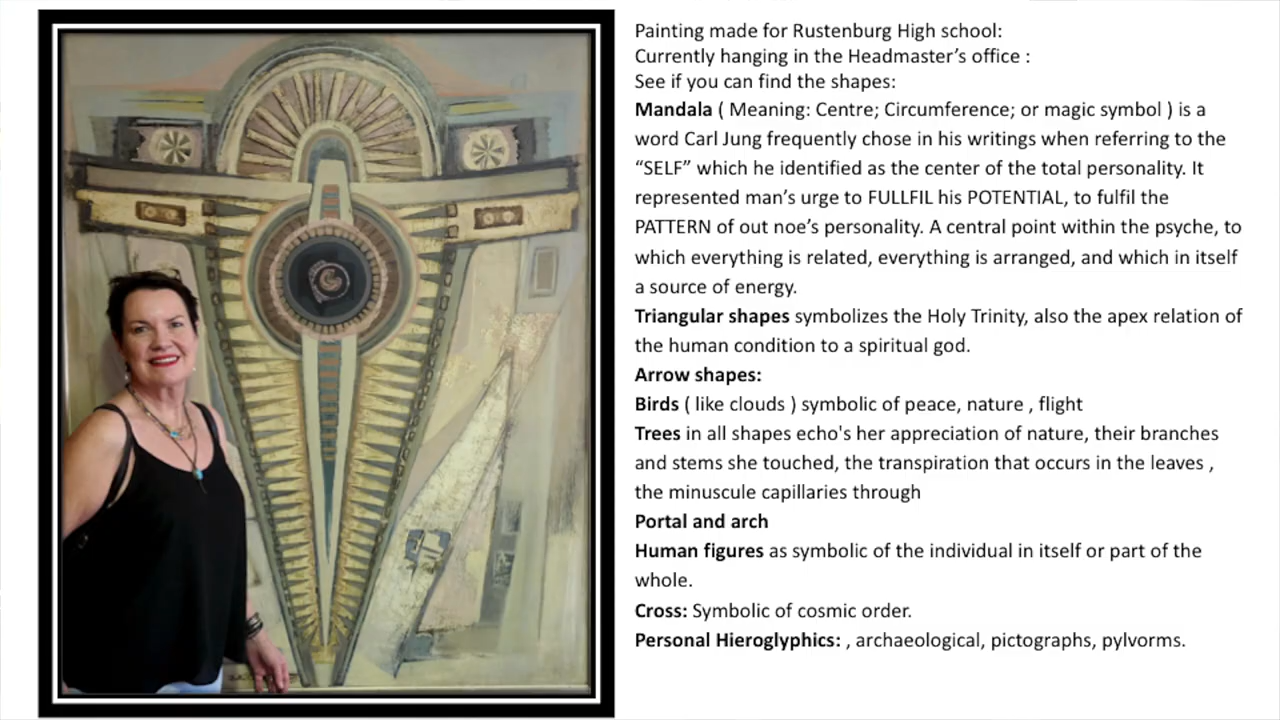 Painting made for Rustenburg High school:
Currently hanging in the Headmaster’s office :
See if you can find the shapes:
Mandala ( Meaning: Centre; Circumference; or magic symbol ) is a
word Carl Jung frequently chose in his writings when referring to the
“SELF” which he identified as the center of the total personality. It
represented man’s urge to FULLFIL his POTENTIAL, to fulfil the
PATTERN of out noe’s personality. A central point within the psyche, to
which everything is related, everything is arranged, and which in itself
a source of energy.
Triangular shapes symbolizes the Holy Trinity, also the apex relation of
the human condition to a spiritual god.
Arrow shapes:
Birds ( like clouds ) symbolic of peace, nature , flight
Trees in all shapes echo's her appreciation of nature, their branches
and stems she touched, the transpiration that occurs in the leaves ,
the minuscule capillaries through
Portal and arch
Human figures as symbolic of the individual in itself or part of the
whole.
Cross: Symbolic of cosmic order.
Personal Hieroglyphics: , archaeological, pictographs, pylvorms.